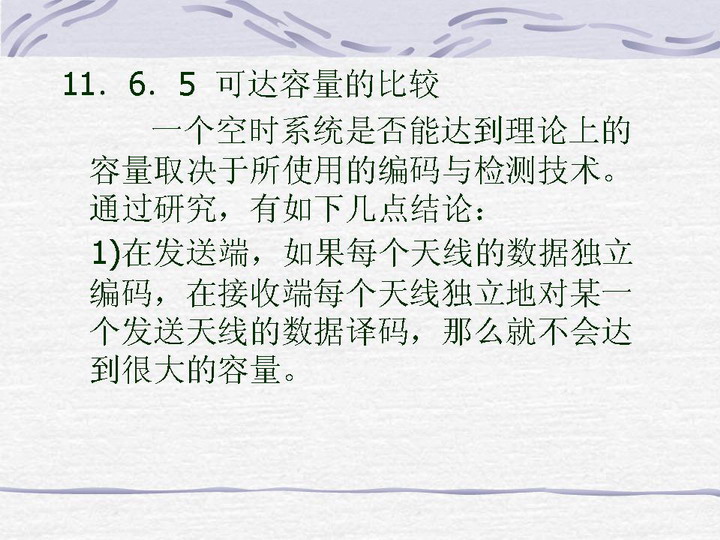 11．6．5 可达容量的比较
一个空时系统是否能达到理论上的
容量取决于所使用的编码与检测技术。
通过研究，有如下几点结论：
1)在发送端，如果每个天线的数据独立
编码，在接收端每个天线独立地对某一
个发送天线的数据译码，那么就不会达
到很大的容量。